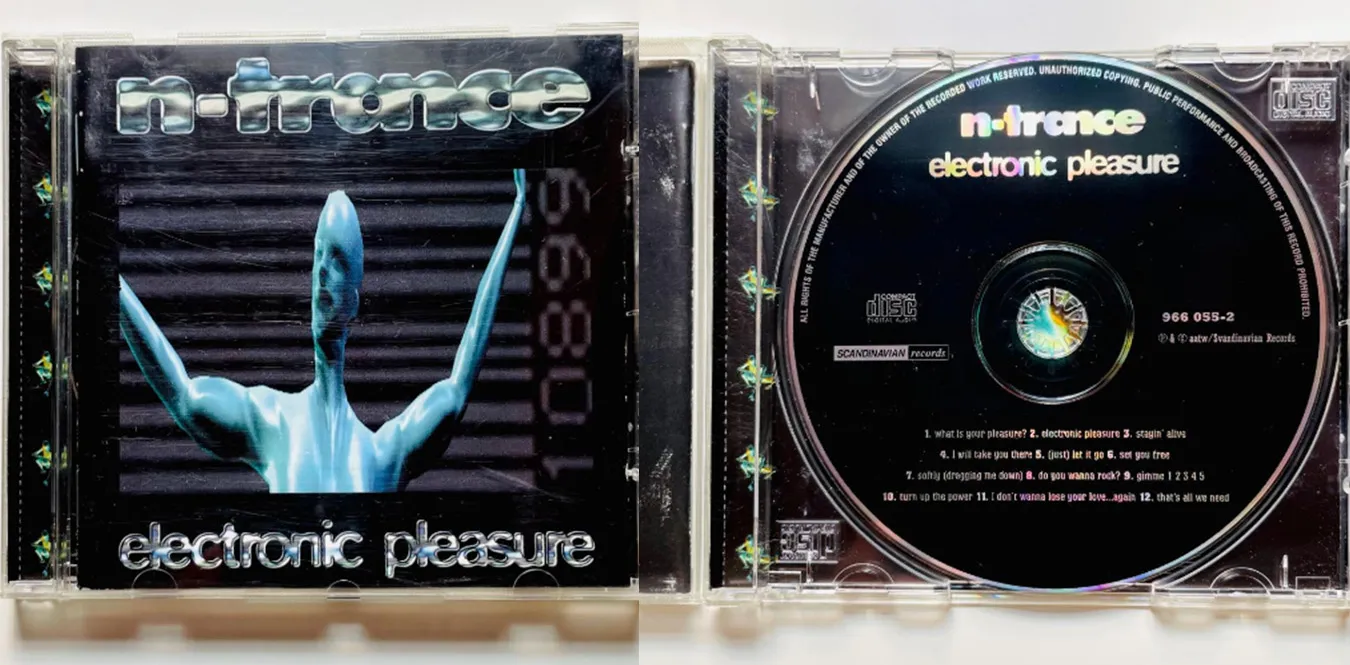 n-trance
10899
electronic pleasure
ALL RIGHTS OF THE MANUFACTURER AND OF THE OWNER OF THE RECORDED WORK RESERVED. UNAUTHORIZED COPYING, PUBLIC PERFORMANCE AND BROADCASTING OF THIS RECORD PROHIBITED.
COMPACT
disc
DIGITAL AUDIO
n-trance
electronic pleasure
COMPACT
disc
DIGITAL AUDIO
966 055-2
SCANDINAVIAN records
℗ & © aatw/Scandinavian Records
1. what is your pleasure? 2. electronic pleasure 3. stayin' alive
4. I will take you there 5. (just) let it go 6. set you free
7. softly (dragging me down) 8. do you wanna rock? 9. gimme 1 2 3 4 5
10. turn up the power 11. I don't wanna lose your love...again 12. that's all we need
disc